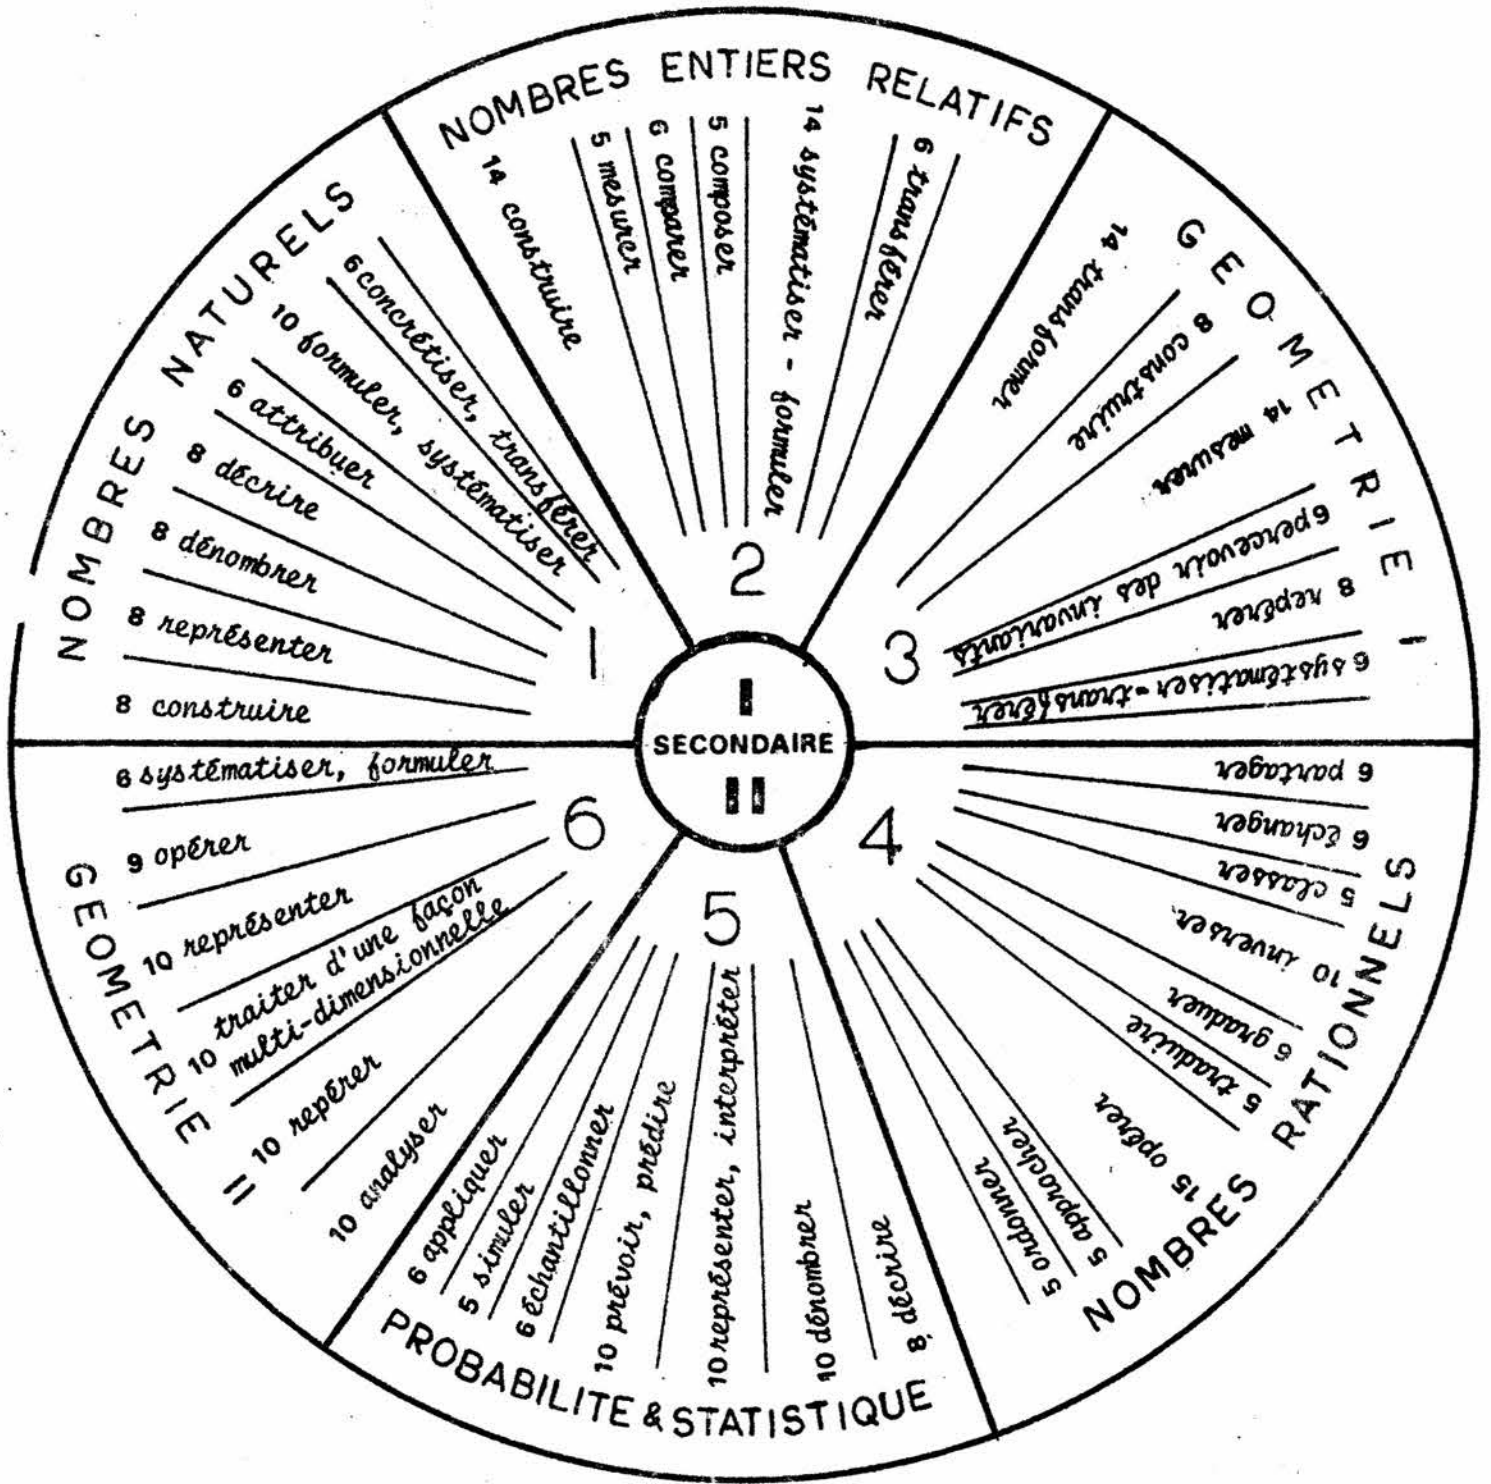 SECONDAIRE
I
II
1
NOMBRES NATURELS
8 construire
8 représenter
8 dénombrer
8 décrire
6 attribuer
10 formuler, systématiser
6 concrétiser, transférer
2
NOMBRES ENTIERS RELATIFS
14 construire
5 mesurer
6 comparer
5 composer
14 systématiser - formuler
6 transférer
3
GEOMETRIE I
14 transformer
8 construire
14 mesurer
6 percevoir des invariants
8 repérer
6 systématiser - transférer
4
NOMBRES RATIONNELS
6 partager
6 échanger
5 classer
10 inverser
6 graduer
5 traduire
15 opérer
5 approcher
5 ordonner
5
PROBABILITE & STATISTIQUE
8 décrire
10 dénombrer
10 représenter, interpréter
10 prévoir, prédire
6 échantillonner
5 simuler
6 appliquer
6
GEOMETRIE II
10 analyser
10 repérer
10 traiter d'une façon
multi-dimensionnelle
10 représenter
9 opérer
6 systématiser, formuler